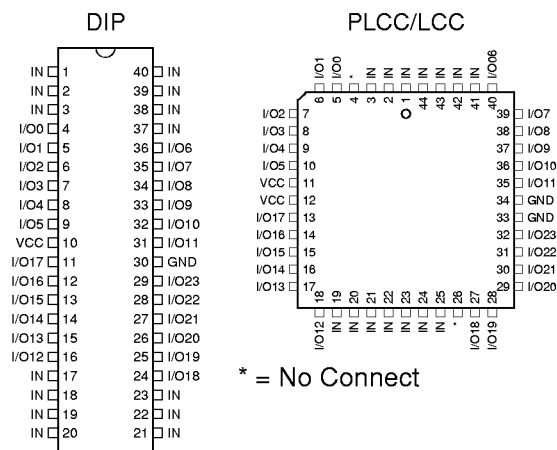 DIP
IN 1 40 IN
IN 2 39 IN
IN 3 38 IN
I/O0 4 37 IN
I/O1 5 36 I/O6
I/O2 6 35 I/O7
I/O3 7 34 I/O8
I/O4 8 33 I/O9
I/O5 9 32 I/O10
VCC 10 31 I/O11
I/O17 11 30 GND
I/O16 12 29 I/O23
I/O15 13 28 I/O22
I/O14 14 27 I/O21
I/O13 15 26 I/O20
I/O12 16 25 I/O19
IN 17 24 I/O18
IN 18 23 IN
IN 19 22 IN
IN 20 21 IN
PLCC/LCC
I/O1 I/O0 * IN IN IN IN IN IN IN I/O06
6 5 4 3 2 1 44 43 42 41 40
I/O2 7 39 I/O7
I/O3 8 38 I/O8
I/O4 9 37 I/O9
I/O5 10 36 I/O10
VCC 11 35 I/O11
VCC 12 34 GND
I/O17 13 33 GND
I/O16 14 32 I/O23
I/O15 15 31 I/O22
I/O14 16 30 I/O21
I/O13 17 29 I/O20
18 19 20 21 22 23 24 25 26 27 28
I/O12 IN IN IN IN IN IN IN * I/O18 I/O19
* = No Connect